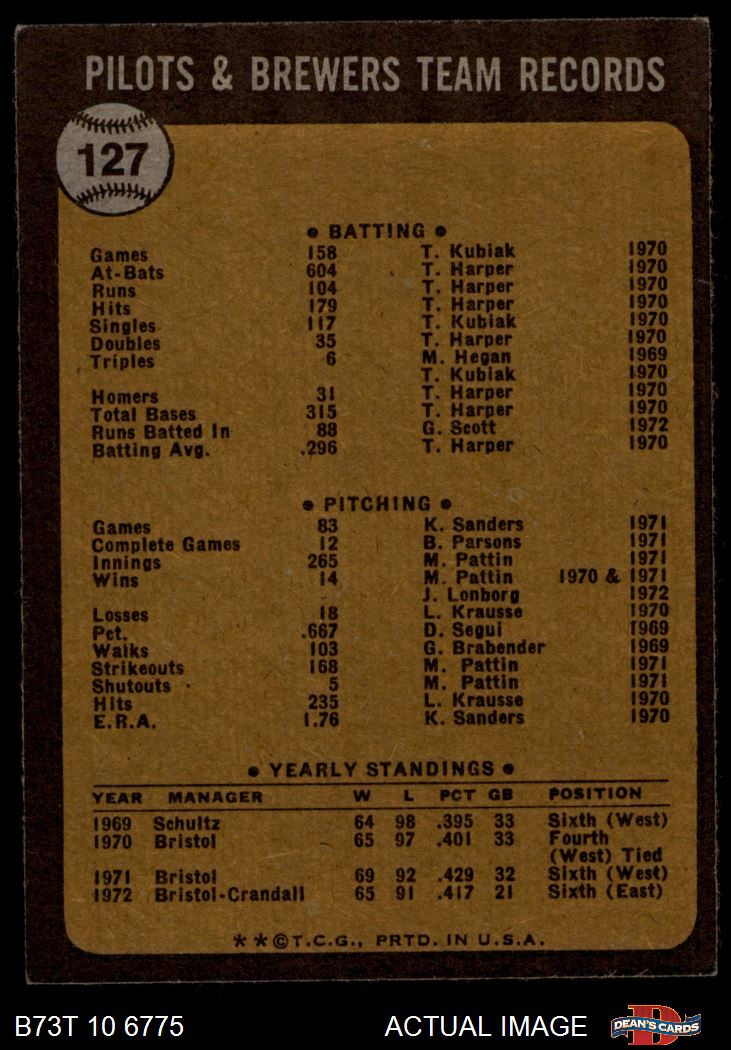 PILOTS & BREWERS TEAM RECORDS
127
• BATTING •
Games 158 T. Kubiak 1970
At-Bats 604 T. Harper 1970
Runs 104 T. Harper 1970
Hits 179 T. Harper 1970
Singles 117 T. Kubiak 1970
Doubles 35 T. Harper 1970
Triples 6 M. Hegan 1969
T. Kubiak 1970
Homers 31 T. Harper 1970
Total Bases 315 T. Harper 1970
Runs Batted In 88 G. Scott 1972
Batting Avg. .296 T. Harper 1970
• PITCHING •
Games 83 K. Sanders 1971
Complete Games 12 B. Parsons 1971
Innings 265 M. Pattin 1971
Wins 14 M. Pattin 1970 & 1971
J. Lonborg 1972
Losses 18 L. Krausse 1970
Pct. .667 D. Segui 1969
Walks 103 G. Brabender 1969
Strikeouts 168 M. Pattin 1971
Shutouts 5 M. Pattin 1971
Hits 235 L. Krausse 1970
E.R.A. 1.76 K. Sanders 1970
• YEARLY STANDINGS •
YEAR MANAGER W L PCT GB POSITION
1969 Schultz 64 98 .395 33 Sixth (West)
1970 Bristol 65 97 .401 33 Fourth
(West) Tied
1971 Bristol 69 92 .429 32 Sixth (West)
1972 Bristol-Crandall 65 91 .417 21 Sixth (East)
**©T.C.G., PRTD. IN U.S.A.
B73T 10 6775 ACTUAL IMAGE DEAN'S CARDS